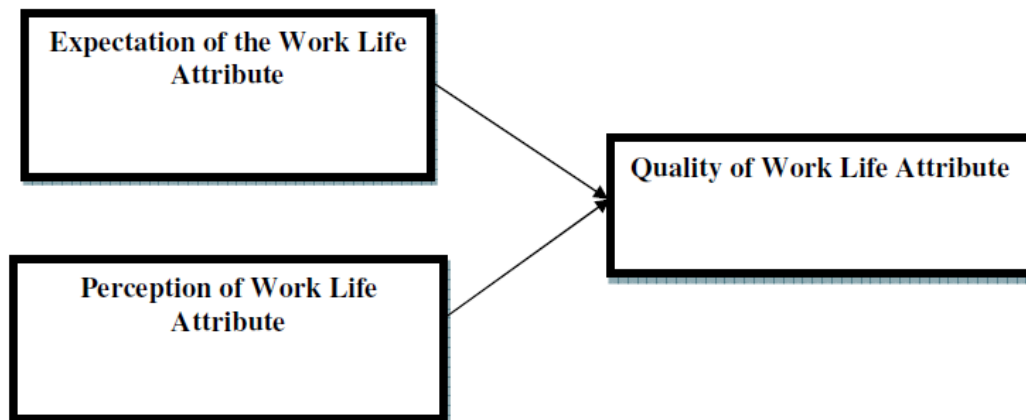 Expectation of the Work Life
Attribute
Quality of Work Life Attribute
Perception of Work Life
Attribute